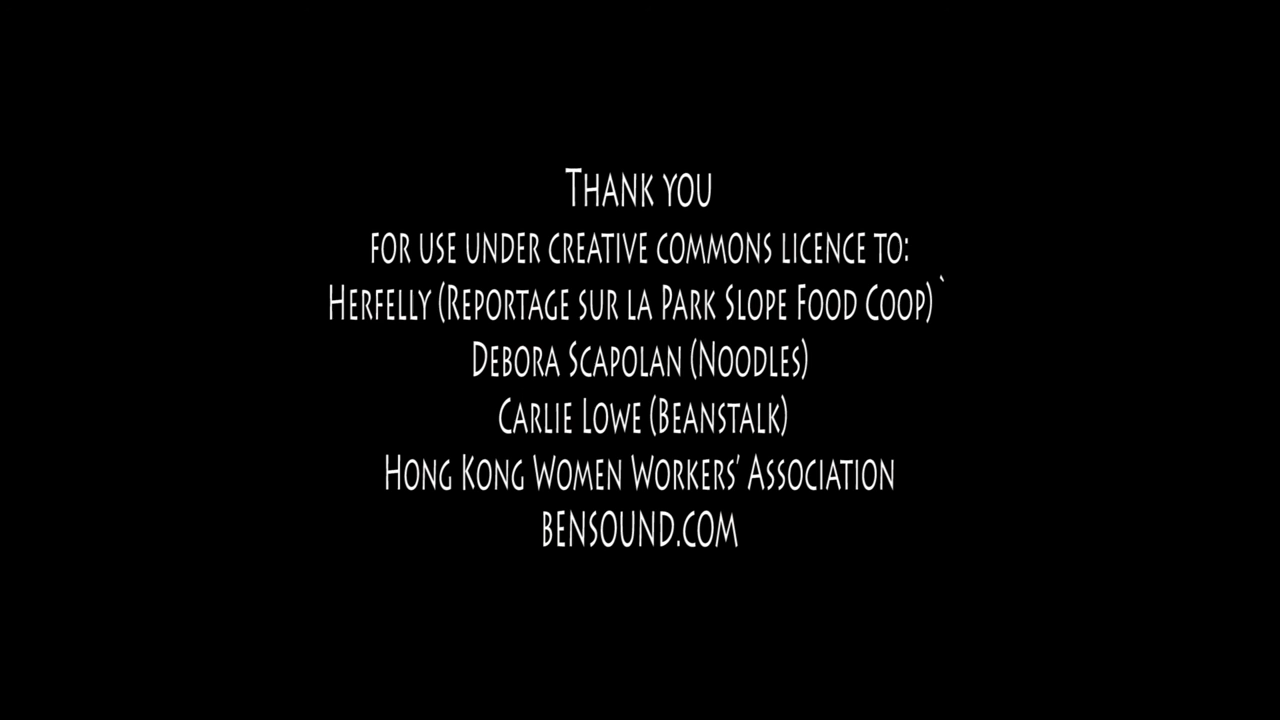 Thank you
for use under creative commons licence to:
Herfelly (Reportage sur la Park Slope Food Coop)`
Debora Scapolan (Noodles)
Carlie Lowe (Beanstalk)
Hong Kong Women Workers’ Association
BENSOUND.COM